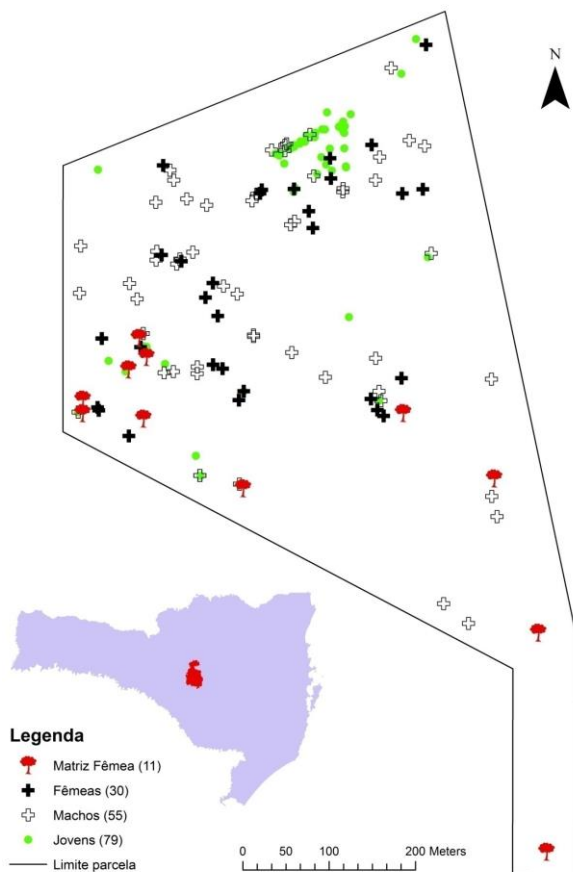 N
Legenda
Matriz Fêmea (11)
Fêmeas (30)
Machos (55)
Jovens (79)
Limite parcela
0 50 100 200 Meters